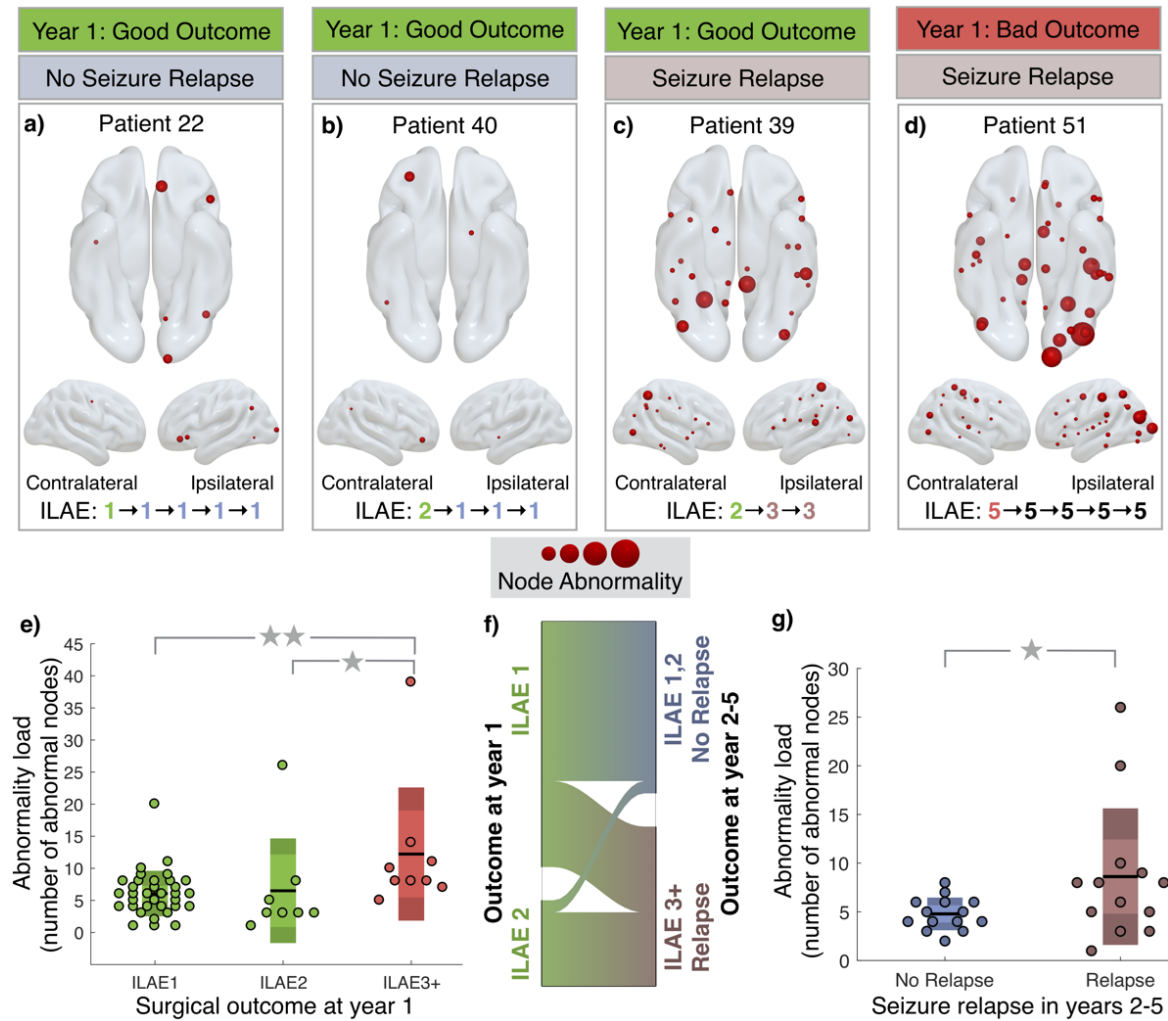 Year 1: Good Outcome
No Seizure Relapse
a) Patient 22
Contralateral Ipsilateral
ILAE: 1→1→1→1→1
Year 1: Good Outcome
No Seizure Relapse
b) Patient 40
Contralateral Ipsilateral
ILAE: 2→1→1→1
Year 1: Good Outcome
Seizure Relapse
c) Patient 39
Contralateral Ipsilateral
ILAE: 2→3→3
Year 1: Bad Outcome
Seizure Relapse
d) Patient 51
Contralateral Ipsilateral
ILAE: 5→5→5→5→5
Node Abnormality
e)
Abnormality load
(number of abnormal nodes)
45
40
35
30
25
20
15
10
5
0
ILAE1 ILAE2 ILAE3+
Surgical outcome at year 1
f)
Outcome at year 1
ILAE 1
ILAE 2
ILAE 1,2
No Relapse
ILAE 3+
Relapse
Outcome at year 2-5
g)
Abnormality load
(number of abnormal nodes)
30
25
20
15
10
5
0
No Relapse Relapse
Seizure relapse in years 2-5